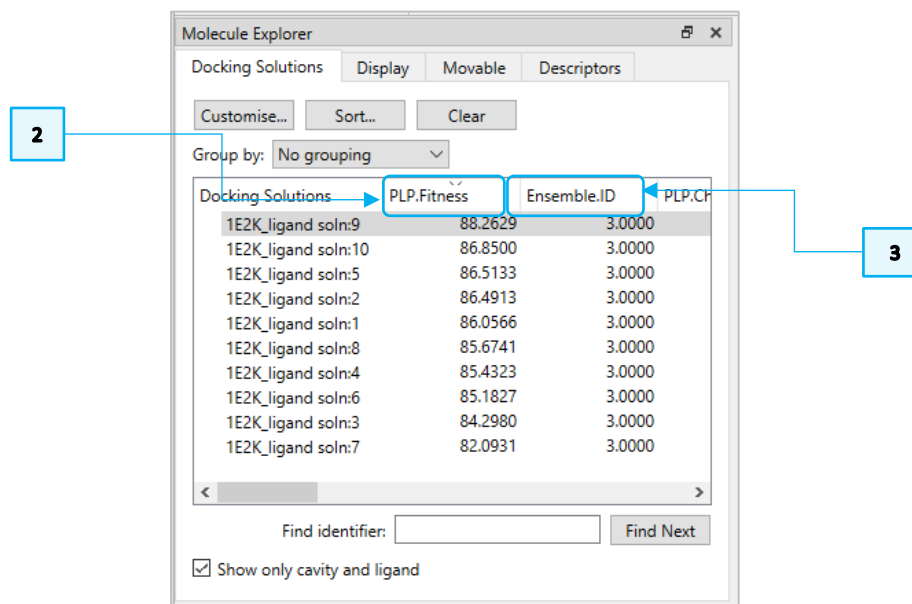 Molecule Explorer
Docking Solutions Display Movable Descriptors
Customise... Sort... Clear
2
Group by: No grouping
Docking Solutions PLP.Fitness Ensemble.ID PLP.Ch
3
1E2K_ligand soln:9 88.2629 3.0000
1E2K_ligand soln:10 86.8500 3.0000
1E2K_ligand soln:5 86.5133 3.0000
1E2K_ligand soln:2 86.4913 3.0000
1E2K_ligand soln:1 86.0566 3.0000
1E2K_ligand soln:8 85.6741 3.0000
1E2K_ligand soln:4 85.4323 3.0000
1E2K_ligand soln:6 85.1827 3.0000
1E2K_ligand soln:3 84.2980 3.0000
1E2K_ligand soln:7 82.0931 3.0000
Find identifier: Find Next
Show only cavity and ligand